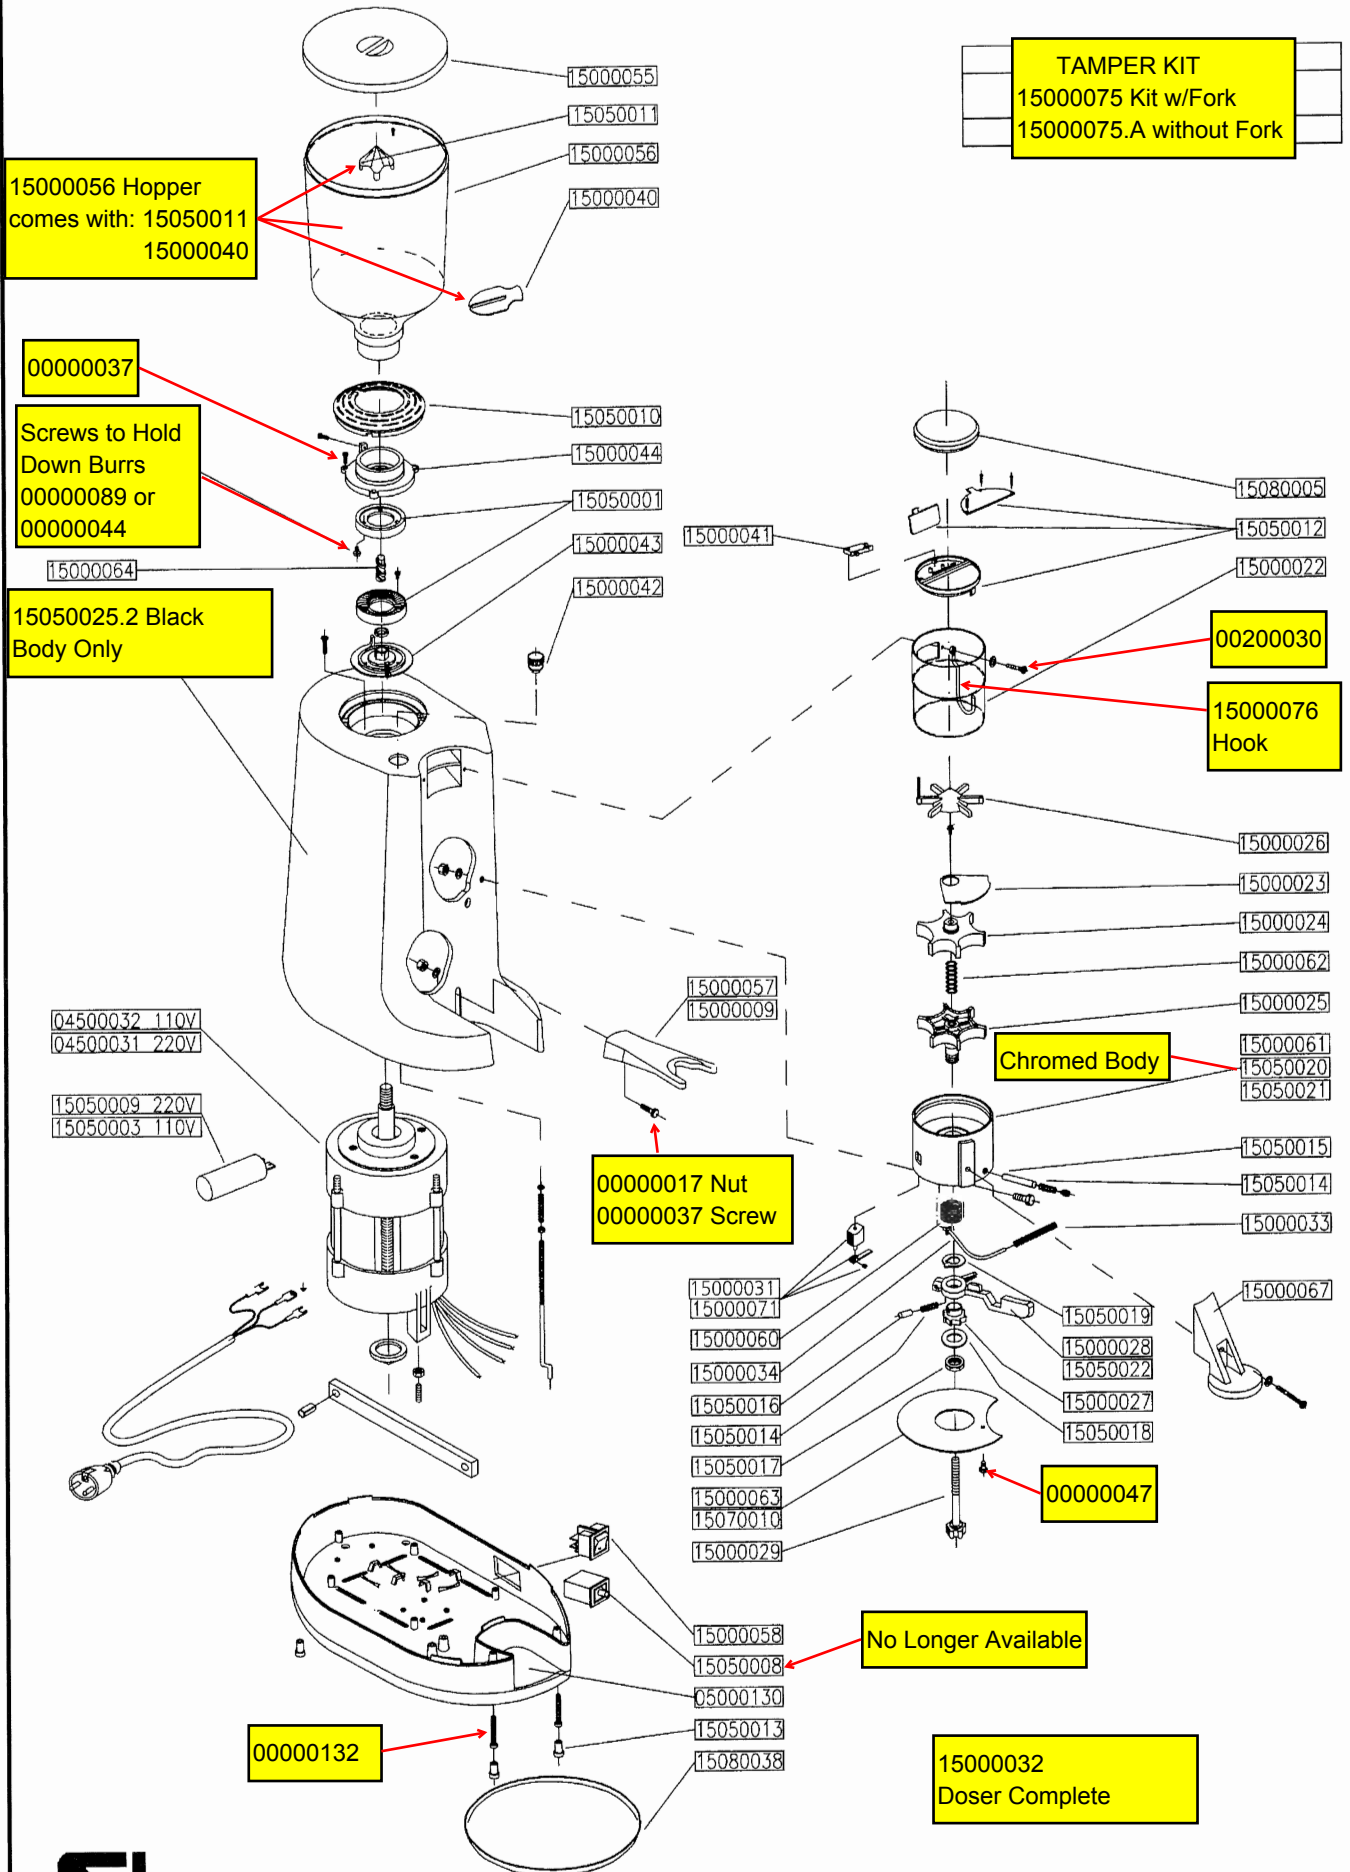 15000055
15050011
15000056
15000040
TAMPER KIT
15000075 Kit w/Fork
15000075.A without Fork
15000056 Hopper
comes with: 15050011
15000040
00000037
Screws to Hold
Down Burrs
00000089 or
00000044
15000064
15050025.2 Black
Body Only
15050010
15000044
15050001
15000043
15000042
15000041
15080005
15050012
15000022
00200030
15000076
Hook
15000026
15000023
15000024
15000062
15000025
Chromed Body
15000061
15050020
15050021
15050015
15050014
15000033
15000067
04500032 110V
04500031 220V
15050009 220V
15050003 110V
15000057
15000009
00000017 Nut
00000037 Screw
15000031
15000071
15000060
15000034
15050016
15050014
15050017
15000063
15070010
15000029
15050019
15000028
15050022
15000027
15050018
00000047
15000058
15050008
05000130
15050013
15080038
No Longer Available
00000132
15000032
Doser Complete